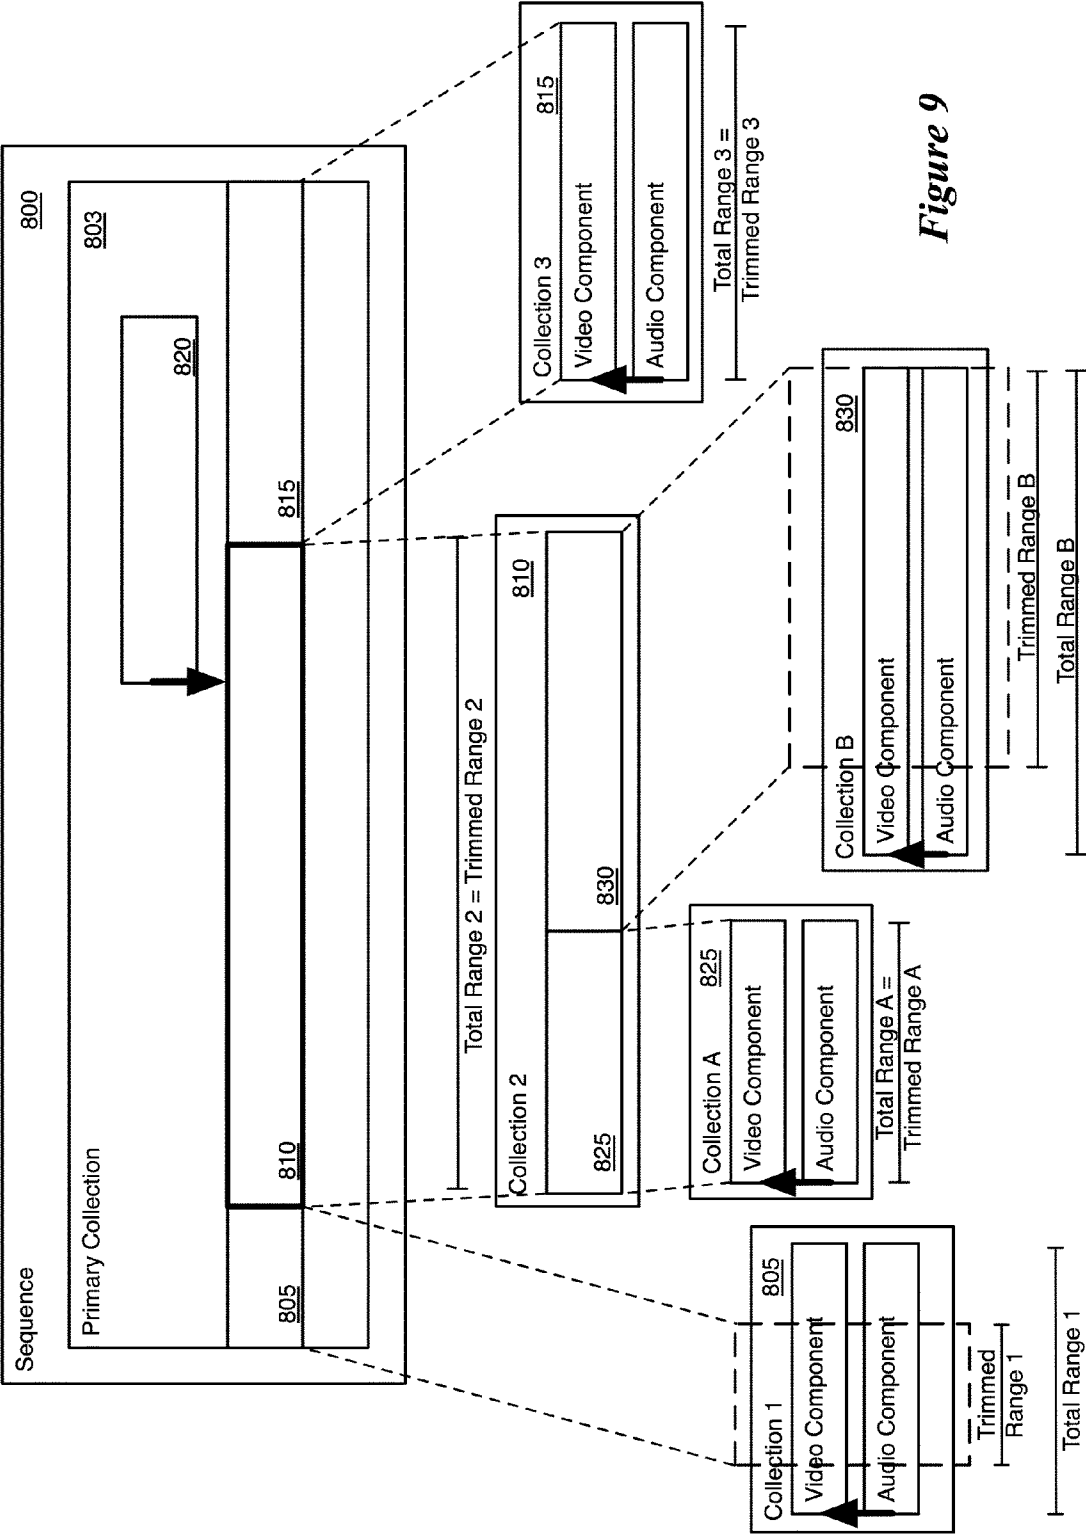 Sequence
800
Primary Collection
803
820
805
810
815
Total Range 2 = Trimmed Range 2
Collection 2
810
825
830
Collection 3
815
Video Component
Audio Component
Total Range 3 =
Trimmed Range 3
Collection 1
805
Video Component
Audio Component
Trimmed
Range 1
Total Range 1
Collection A
825
Video Component
Audio Component
Total Range A =
Trimmed Range A
Collection B
830
Video Component
Audio Component
Trimmed Range B
Total Range B
Figure 9